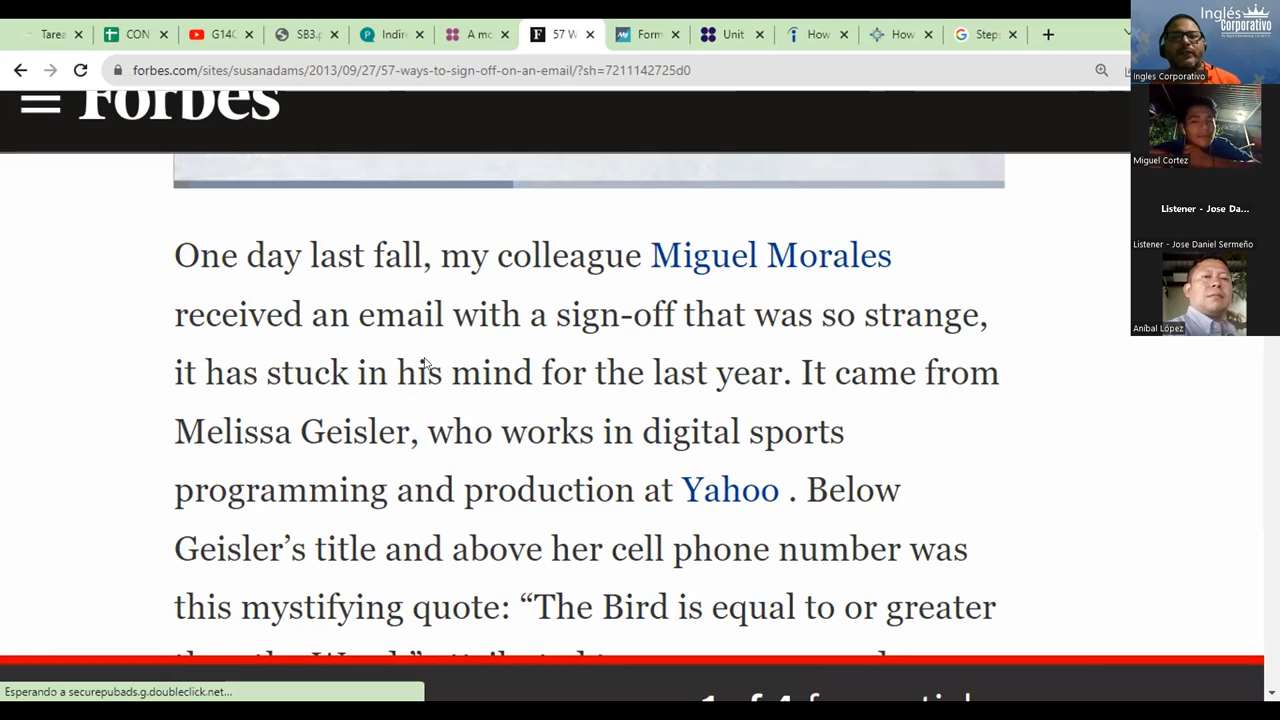 Tarea
CON
G14C
SB3.p
Indir
A mc
57 W
Form
Unit
How
How
Step
forbes.com/sites/susanadams/2013/09/27/57-ways-to-sign-off-on-an-email/?sh=7211142725d0
Forbes
One day last fall, my colleague Miguel Morales
received an email with a sign-off that was so strange,
it has stuck in his mind for the last year. It came from
Melissa Geisler, who works in digital sports
programming and production at Yahoo . Below
Geisler’s title and above her cell phone number was
this mystifying quote: “The Bird is equal to or greater
Esperando a securepubads.g.doubleclick.net...
Inglés
Corporativo
Ingles Corporativo
Miguel Cortez
Listener - Jose Da...
Listener - Jose Daniel Sermeño
Aníbal López